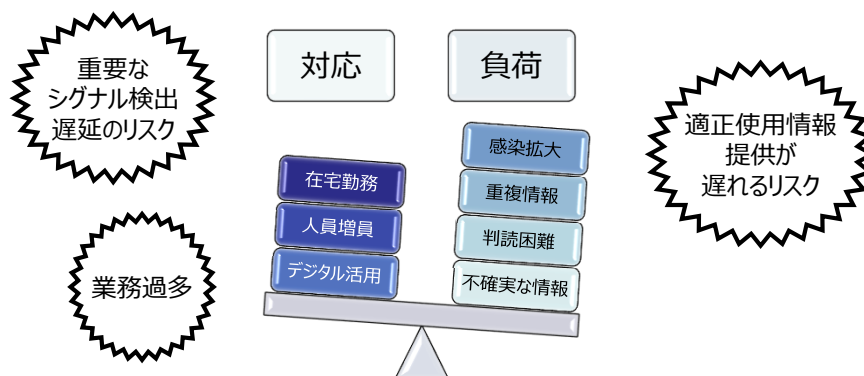 重要な
シグナル検出
遅延のリスク
業務過多
対応
負荷
在宅勤務
人員増員
デジタル活用
感染拡大
重複情報
判読困難
不確実な情報
適正使用情報
提供が
遅れるリスク